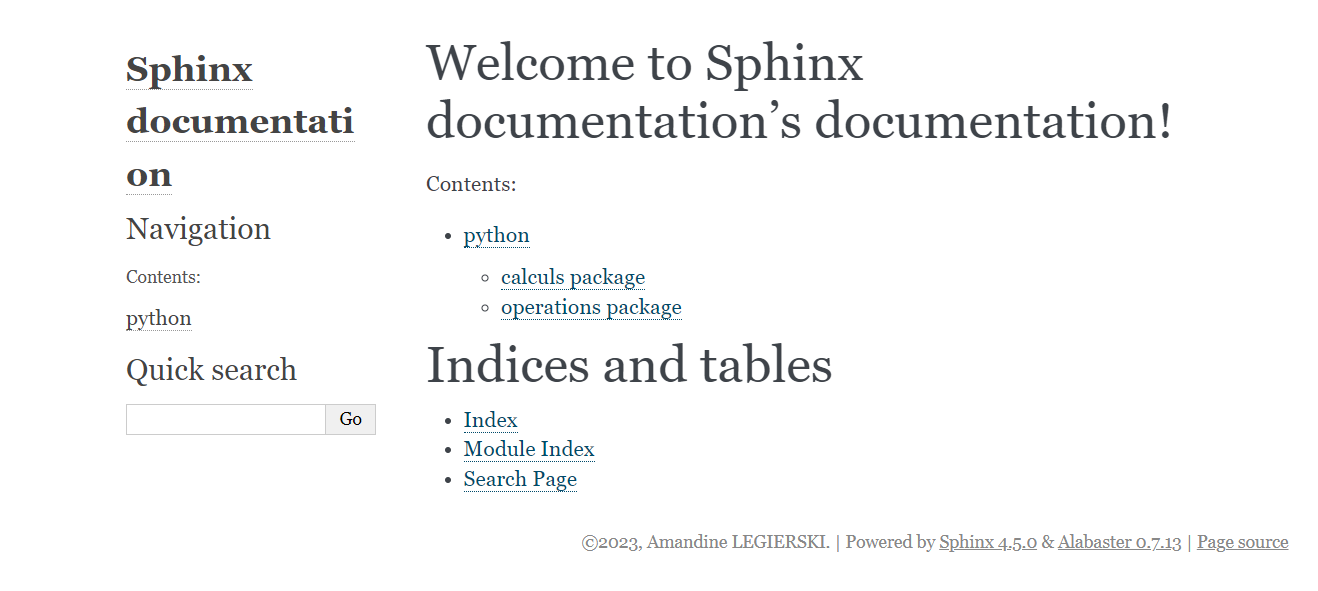 Sphinx
documentati
on
Navigation
Contents:
python
Quick search
Go
Welcome to Sphinx
documentation’s documentation!
Contents:
python
calculs package
operations package
Indices and tables
Index
Module Index
Search Page
©2023, Amandine LEGIERSKI. | Powered by Sphinx 4.5.0 & Alabaster 0.7.13 | Page source